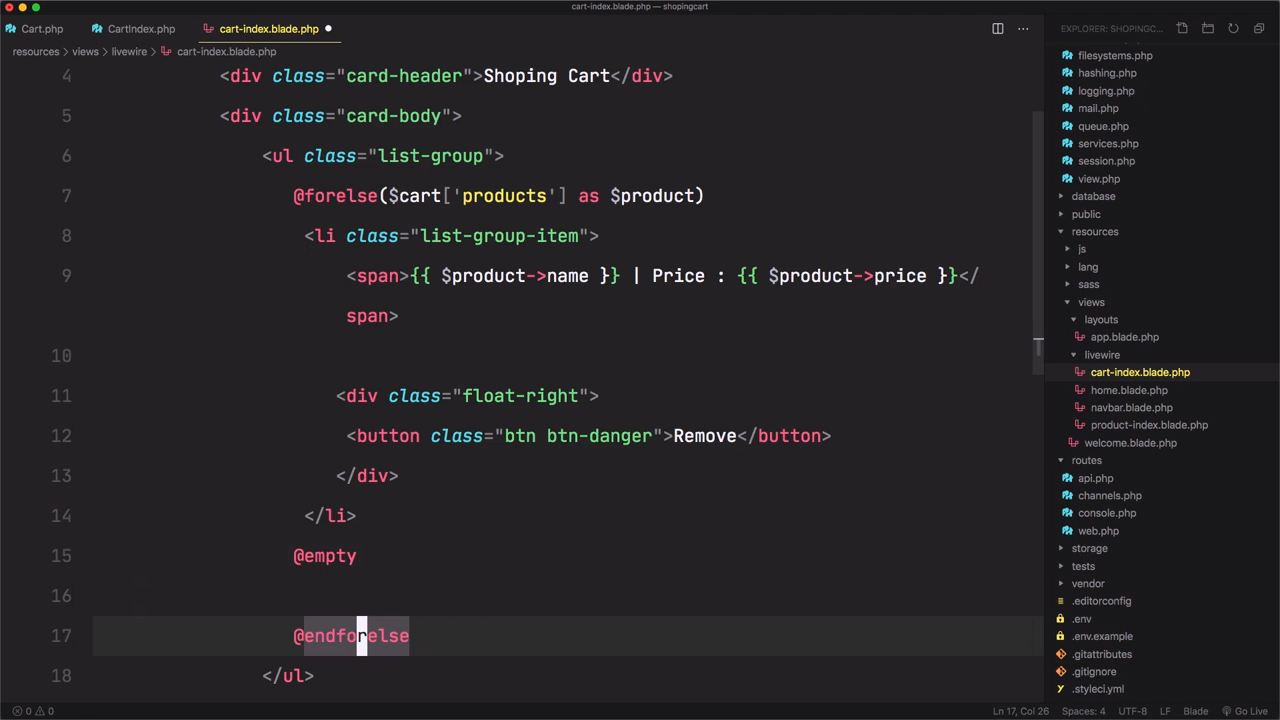 cart-index.blade.php — shopingcart
Cart.php
CartIndex.php
cart-index.blade.php
EXPLORER: SHOPINGC...
resources > views > livewire > cart-index.blade.php
4 <div class="card-header">Shoping Cart</div>
5 <div class="card-body">
6 <ul class="list-group">
7 @forelse($cart['products'] as $product)
8 <li class="list-group-item">
9 <span>{{ $product->name }} | Price : {{ $product->price }}</
span>
10
11 <div class="float-right">
12 <button class="btn btn-danger">Remove</button>
13 </div>
14 </li>
15 @empty
16
17 @endforelse
18 </ul>
filesystems.php
hashing.php
logging.php
mail.php
queue.php
services.php
session.php
view.php
database
public
resources
js
lang
sass
views
layouts
app.blade.php
livewire
cart-index.blade.php
home.blade.php
navbar.blade.php
product-index.blade.php
welcome.blade.php
routes
api.php
channels.php
console.php
web.php
storage
tests
vendor
.editorconfig
.env
.env.example
.gitattributes
.gitignore
.styleci.yml
0 0
Ln 17, Col 26 Spaces: 4 UTF-8 LF Blade Go Live